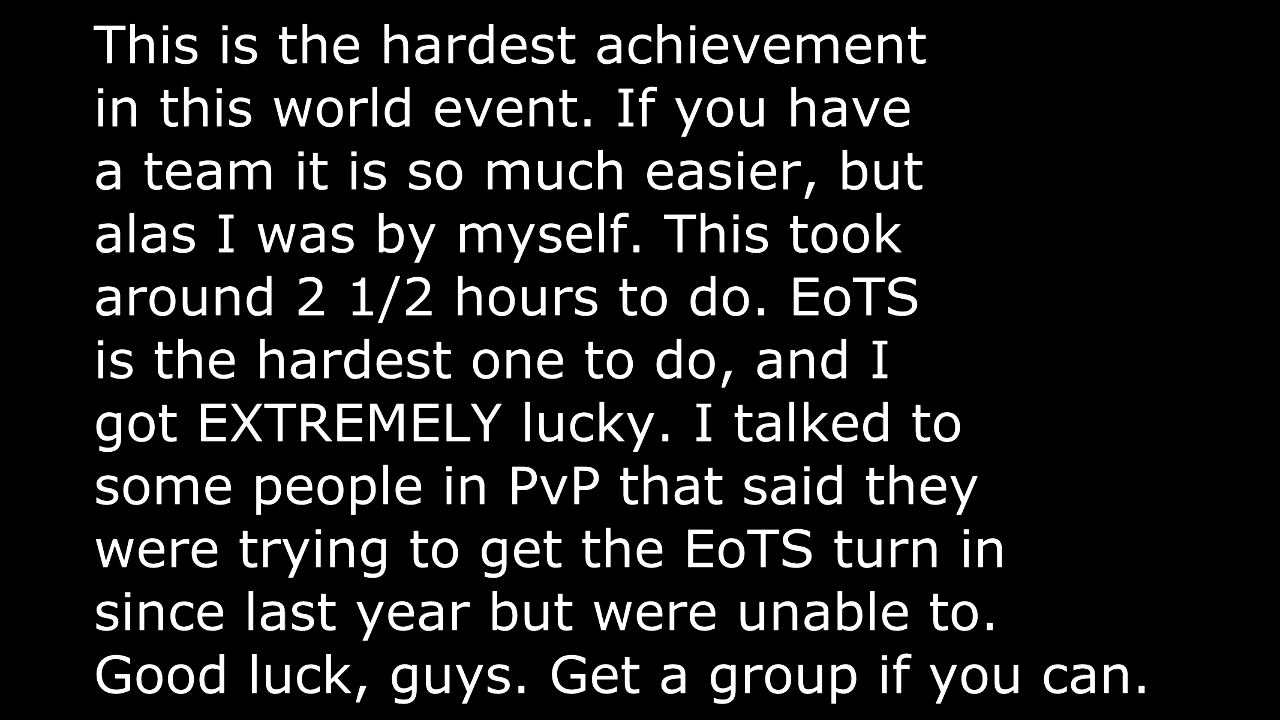 This is the hardest achievement
in this world event. If you have
a team it is so much easier, but
alas I was by myself. This took
around 2 1/2 hours to do. EoTS
is the hardest one to do, and I
got EXTREMELY lucky. I talked to
some people in PvP that said they
were trying to get the EoTS turn in
since last year but were unable to.
Good luck, guys. Get a group if you can.